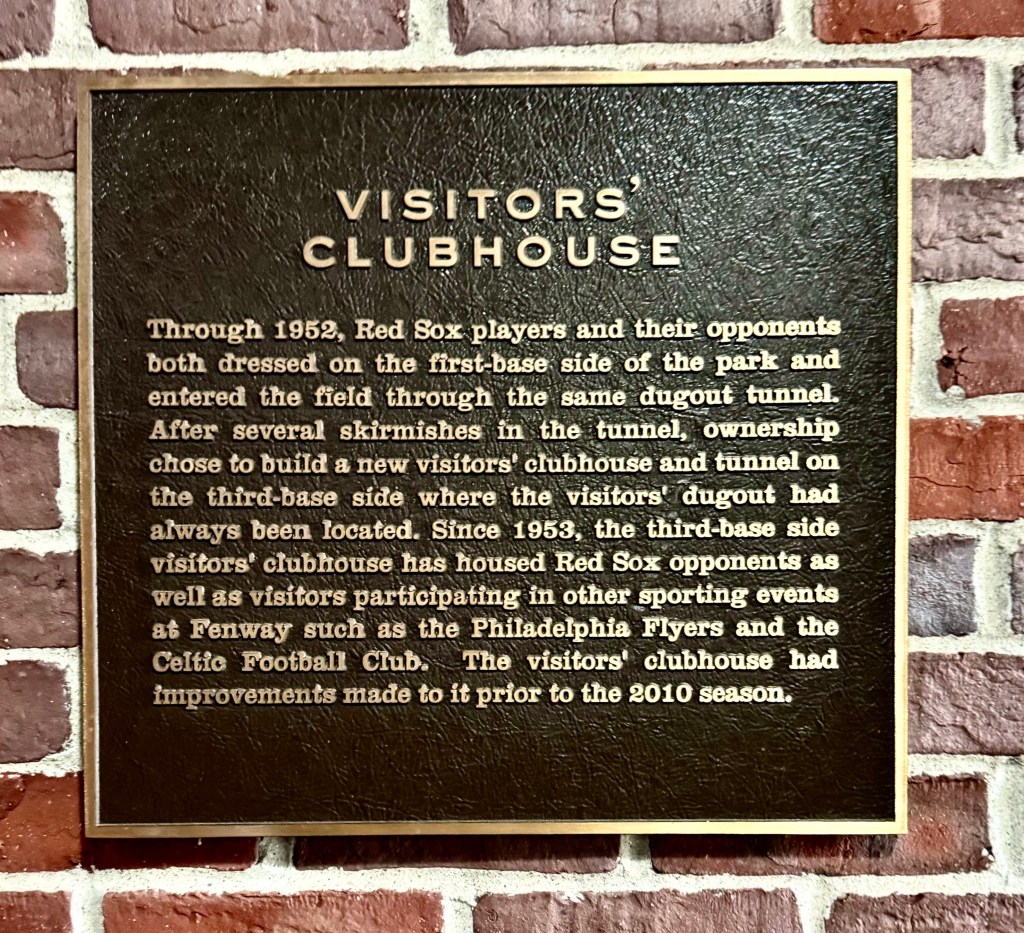 VISITORS’
CLUBHOUSE
Through 1952, Red Sox players and their opponents
both dressed on the first-base side of the park and
entered the field through the same dugout tunnel.
After several skirmishes in the tunnel, ownership
chose to build a new visitors' clubhouse and tunnel on
the third-base side where the visitors' dugout had
always been located. Since 1953, the third-base side
visitors' clubhouse has housed Red Sox opponents as
well as visitors participating in other sporting events
at Fenway such as the Philadelphia Flyers and the
Celtic Football Club. The visitors' clubhouse had
improvements made to it prior to the 2010 season.